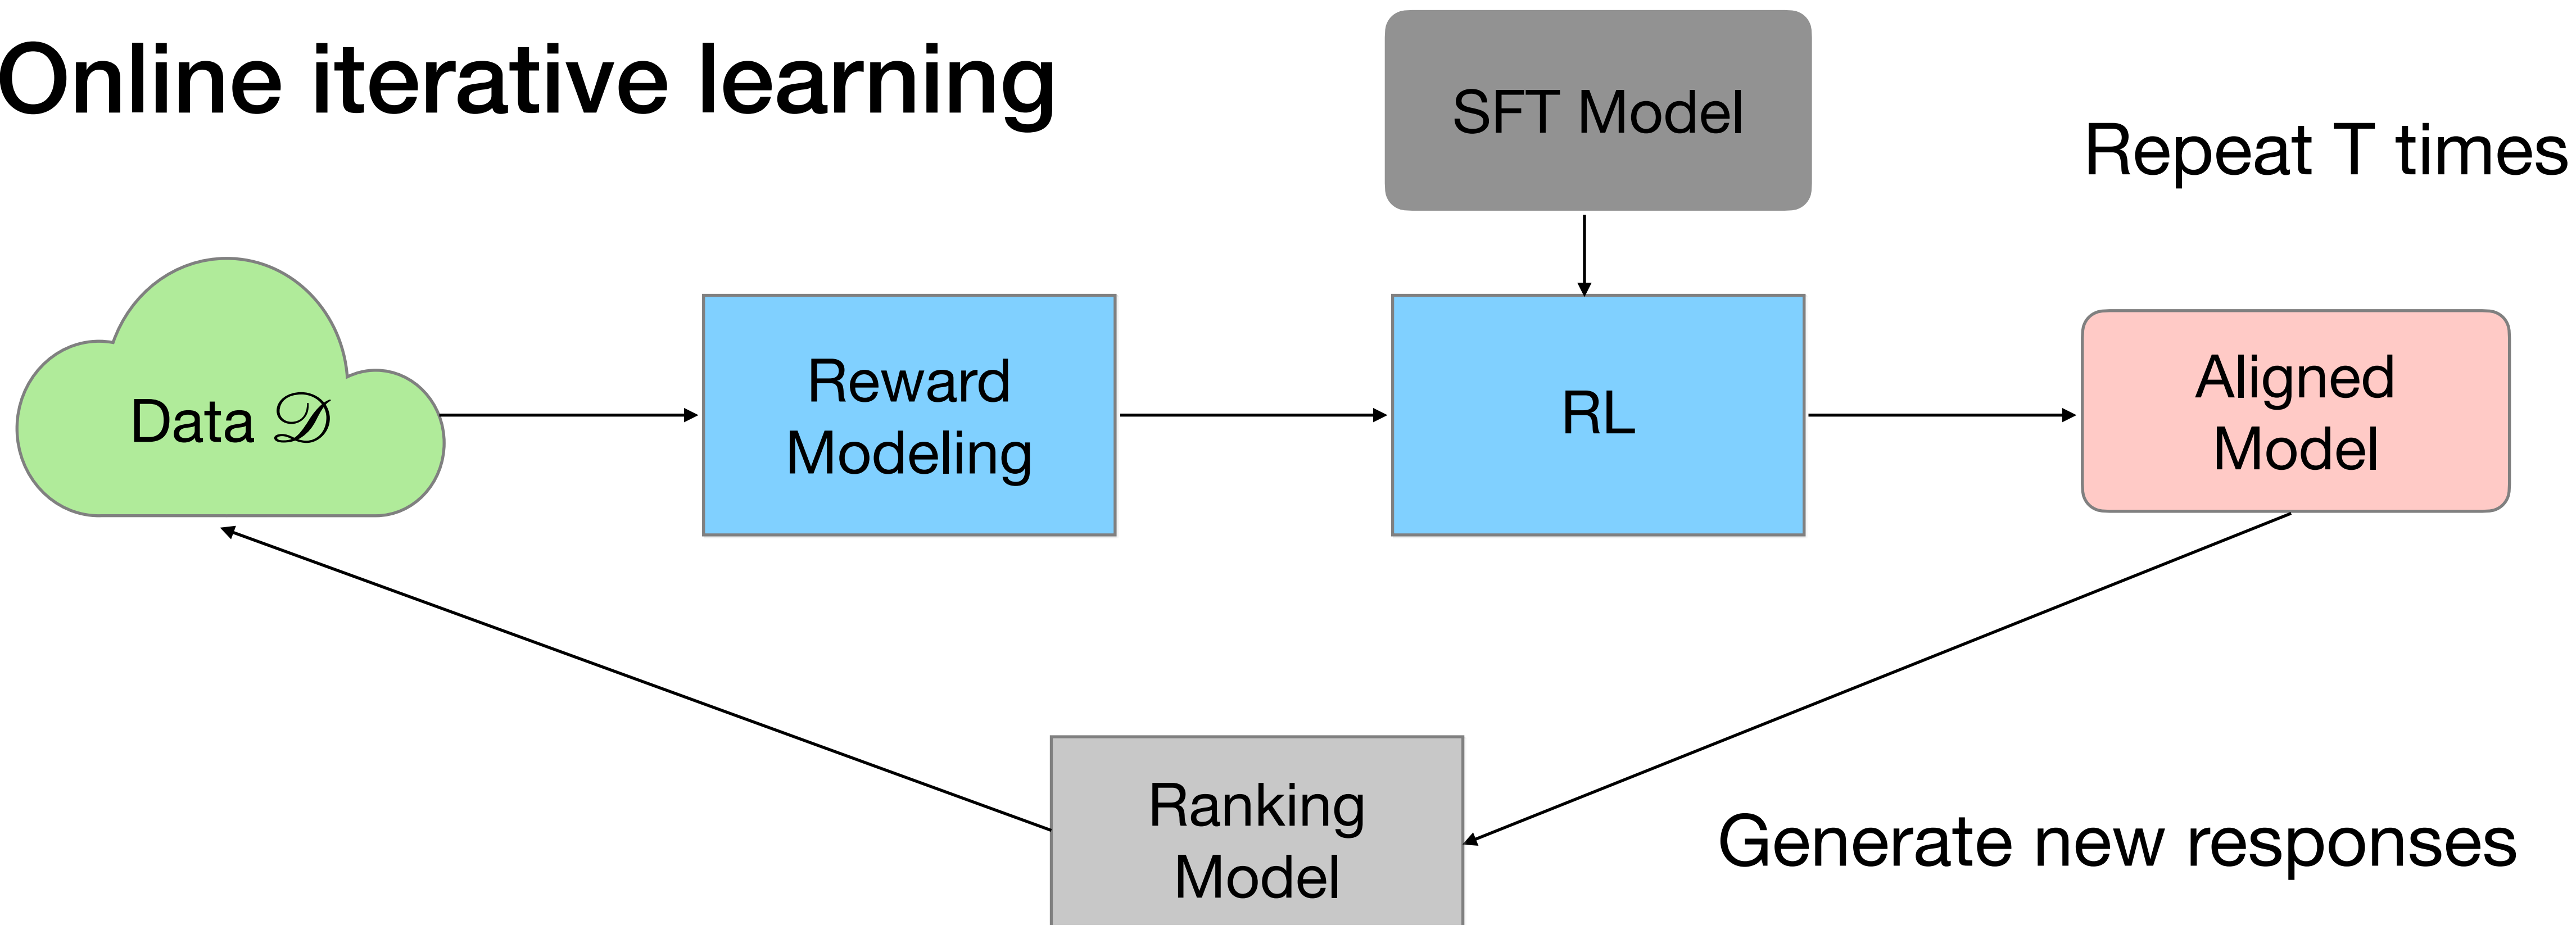 Online iterative learning
SFT Model
Repeat T times
Data 𝒟
Reward
Modeling
RL
Aligned
Model
Ranking
Model
Generate new responses